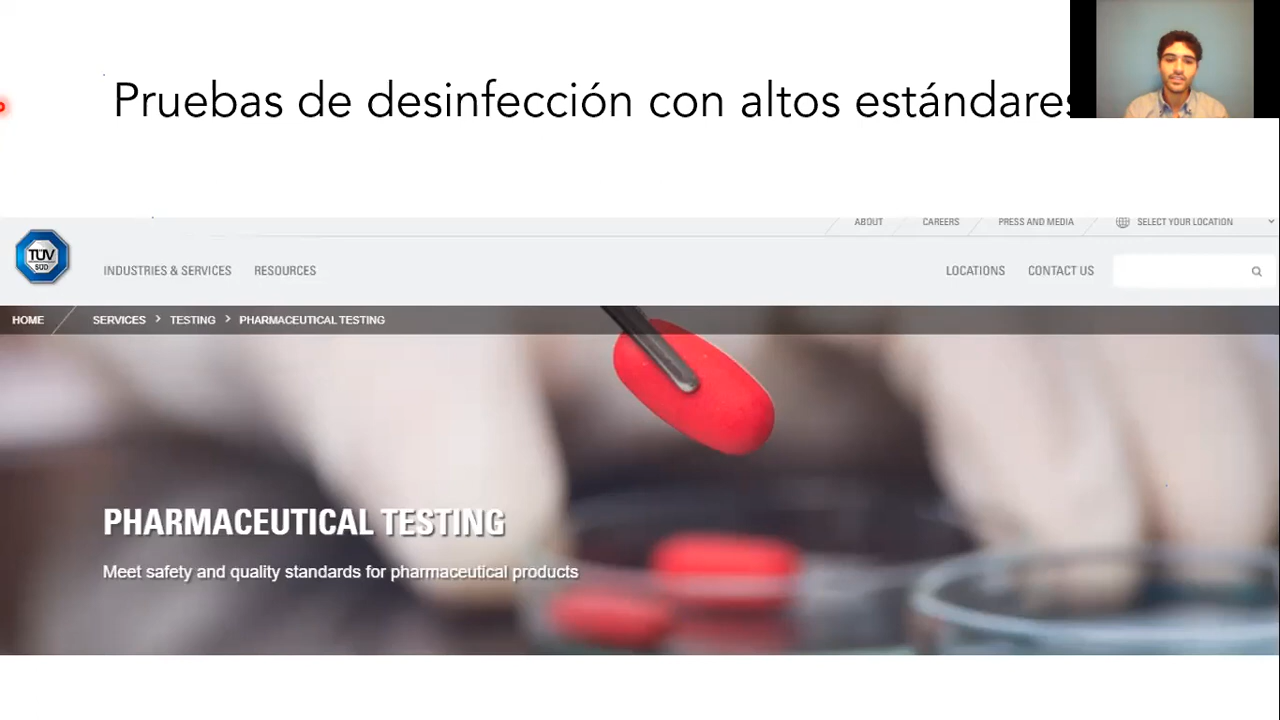 Pruebas de desinfección con altos estándares
ABOUT CAREERS PRESS AND MEDIA SELECT YOUR LOCATION
TÜV
SÜD
INDUSTRIES & SERVICES RESOURCES LOCATIONS CONTACT US
HOME SERVICES > TESTING > PHARMACEUTICAL TESTING
PHARMACEUTICAL TESTING
Meet safety and quality standards for pharmaceutical products